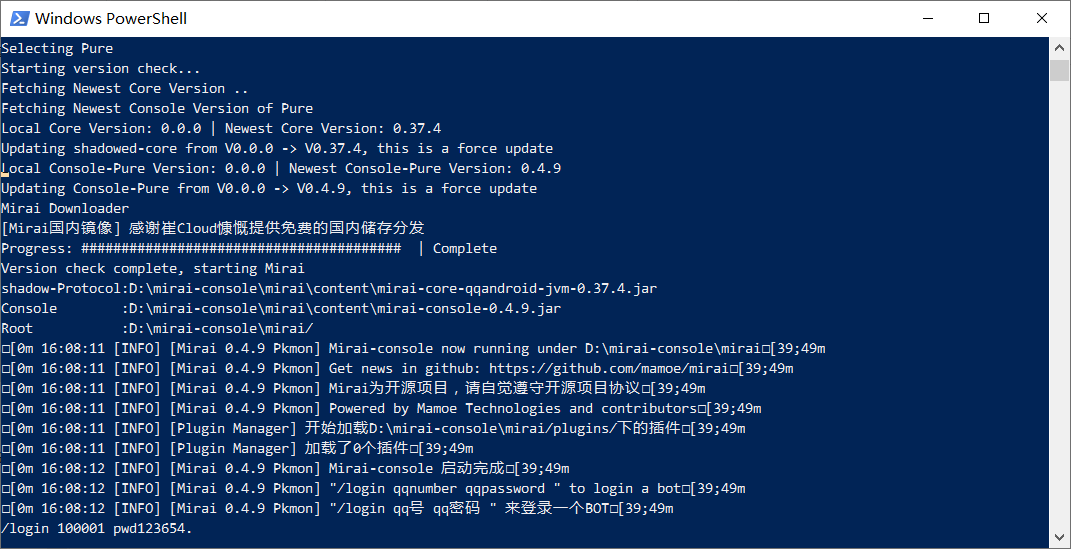 Windows PowerShell
Selecting Pure
Starting version check...
Fetching Newest Core Version ..
Fetching Newest Console Version of Pure
Local Core Version: 0.0.0 | Newest Core Version: 0.37.4
Updating shadowed-core from V0.0.0 -> V0.37.4, this is a force update
Local Console-Pure Version: 0.0.0 | Newest Console-Pure Version: 0.4.9
Updating Console-Pure from V0.0.0 -> V0.4.9, this is a force update
Mirai Downloader
[Mirai国内镜像] 感谢崔Cloud慷慨提供免费的国内储存分发
Progress: ########################################  | Complete
Version check complete, starting Mirai
shadow-Protocol:D:\mirai-console\mirai\content\mirai-core-qqandroid-jvm-0.37.4.jar
Console        :D:\mirai-console\mirai\content\mirai-console-0.4.9.jar
Root           :D:\mirai-console\mirai/
□[0m 16:08:11 [INFO] [Mirai 0.4.9 Pkmon] Mirai-console now running under D:\mirai-console\mirai□[39;49m
□[0m 16:08:11 [INFO] [Mirai 0.4.9 Pkmon] Get news in github: https://github.com/mamoe/mirai□[39;49m
□[0m 16:08:11 [INFO] [Mirai 0.4.9 Pkmon] Mirai为开源项目，请自觉遵守开源项目协议□[39;49m
□[0m 16:08:11 [INFO] [Mirai 0.4.9 Pkmon] Powered by Mamoe Technologies and contributors□[39;49m
□[0m 16:08:11 [INFO] [Plugin Manager] 开始加载D:\mirai-console\mirai/plugins/下的插件□[39;49m
□[0m 16:08:11 [INFO] [Plugin Manager] 加载了0个插件□[39;49m
□[0m 16:08:12 [INFO] [Mirai 0.4.9 Pkmon] Mirai-console 启动完成□[39;49m
□[0m 16:08:12 [INFO] [Mirai 0.4.9 Pkmon] "/login qqnumber qqpassword " to login a bot□[39;49m
□[0m 16:08:12 [INFO] [Mirai 0.4.9 Pkmon] "/login qq号 qq密码 " 来登录一个BOT□[39;49m
/login 100001 pwd123654.